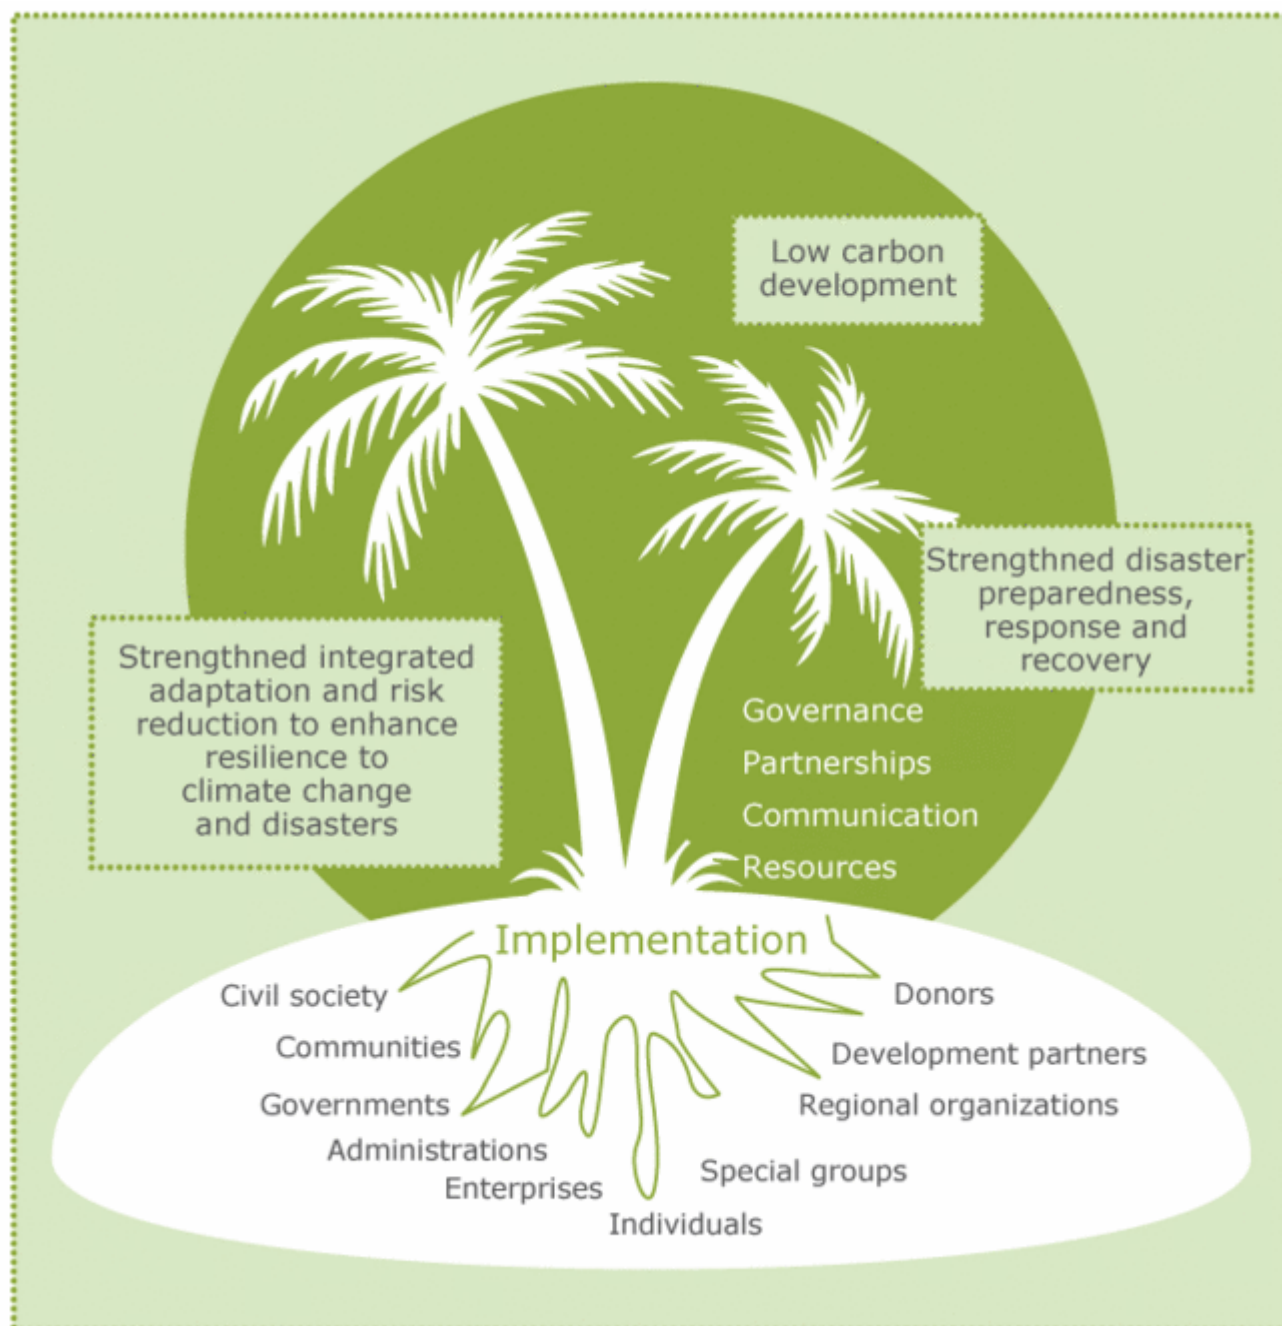 Low carbon
development
Strengthned disaster
preparedness,
response and
recovery
Strengthned integrated
adaptation and risk
reduction to enhance
resilience to
climate change
and disasters
Governance
Partnerships
Communication
Resources
Implementation
Civil society
Communities
Governments
Administrations
Enterprises
Individuals
Special groups
Regional organizations
Development partners
Donors